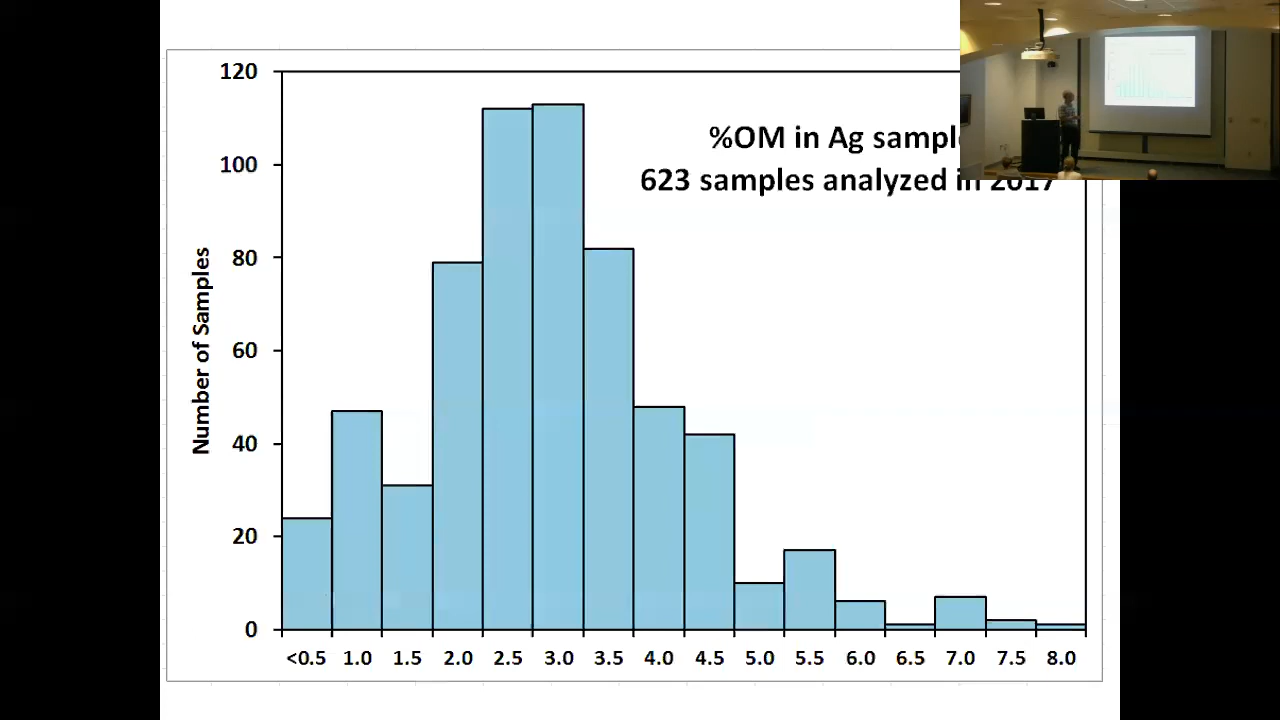 %OM in Ag
623 samples analyzed in 2017
Number of Samples
120
100
80
60
40
20
0
<0.5 1.0 1.5 2.0 2.5 3.0 3.5 4.0 4.5 5.0 5.5 6.0 6.5 7.0 7.5 8.0